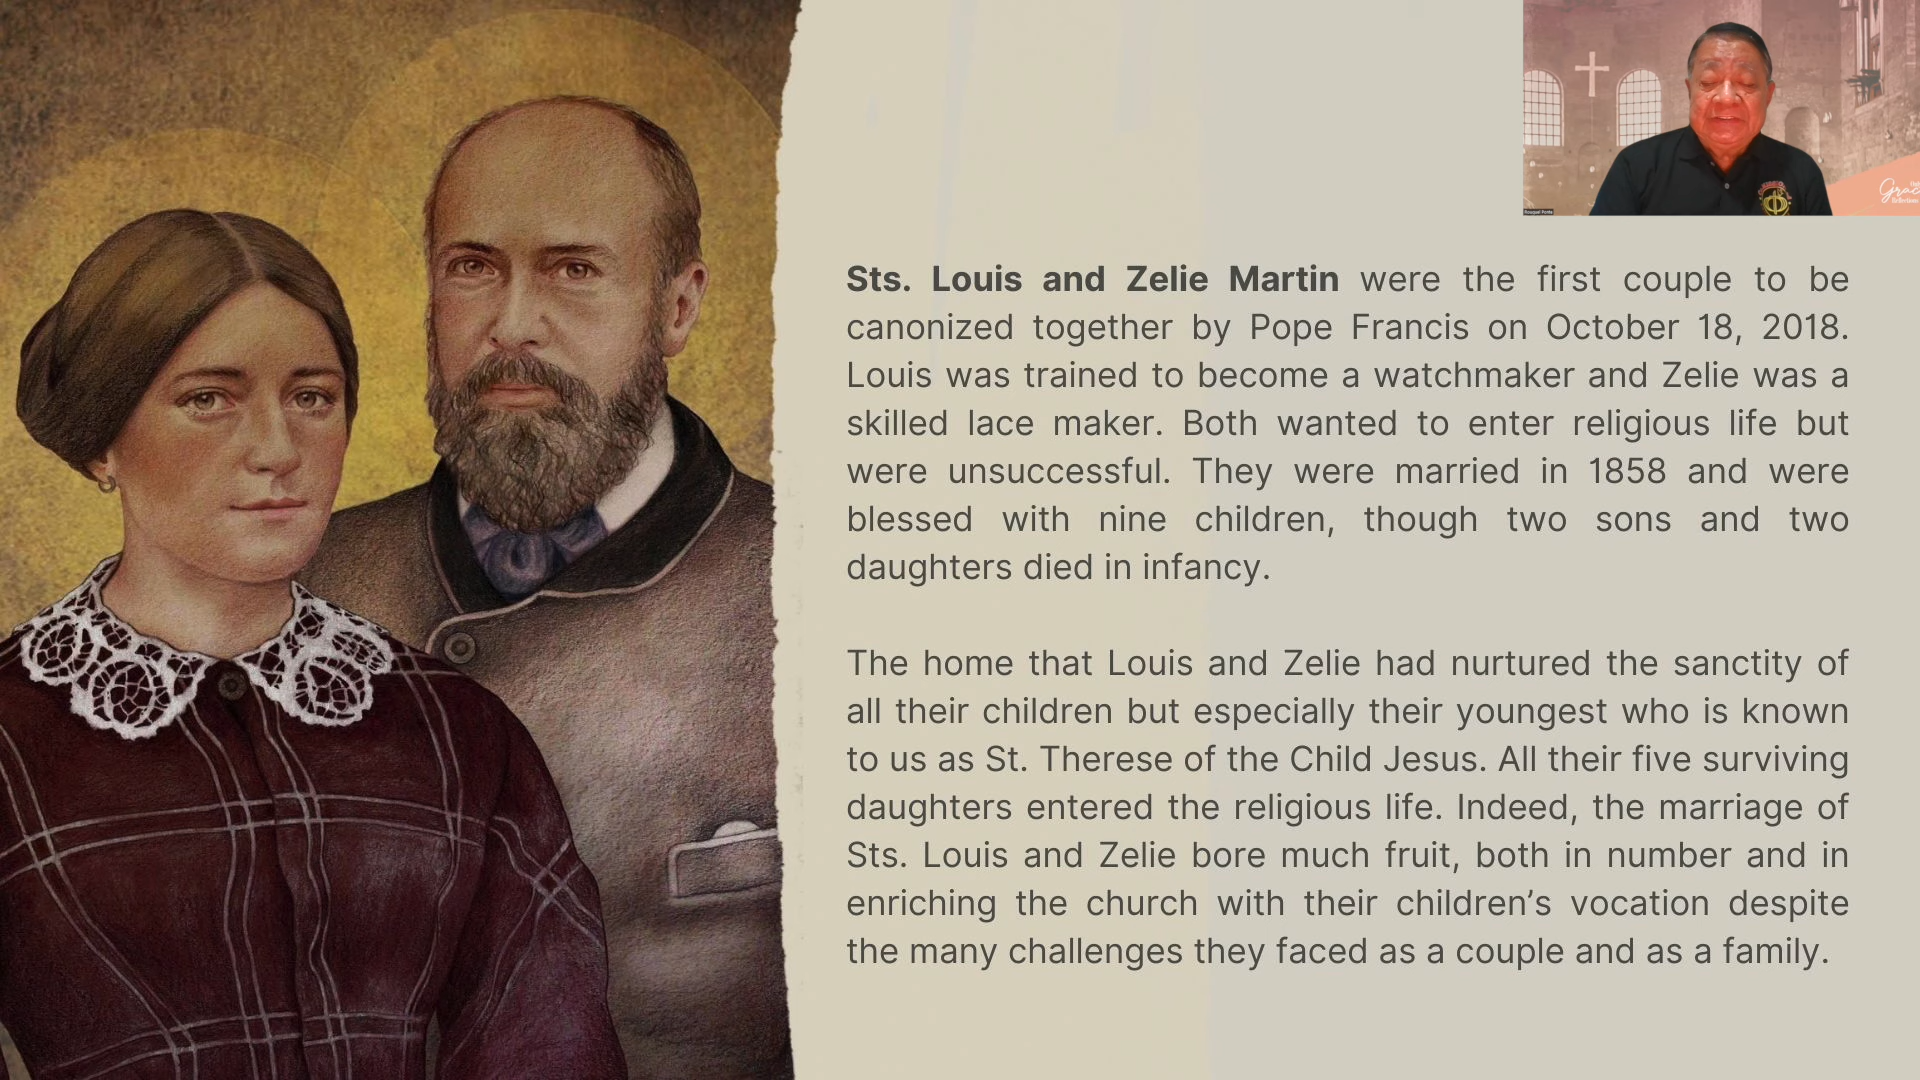 Sts. Louis and Zelie Martin were the first couple to be
canonized together by Pope Francis on October 18, 2018.
Louis was trained to become a watchmaker and Zelie was a
skilled lace maker. Both wanted to enter religious life but
were unsuccessful. They were married in 1858 and were
blessed with nine children, though two sons and two
daughters died in infancy.
The home that Louis and Zelie had nurtured the sanctity of
all their children but especially their youngest who is known
to us as St. Therese of the Child Jesus. All their five surviving
daughters entered the religious life. Indeed, the marriage of
Sts. Louis and Zelie bore much fruit, both in number and in
enriching the church with their children’s vocation despite
the many challenges they faced as a couple and as a family.